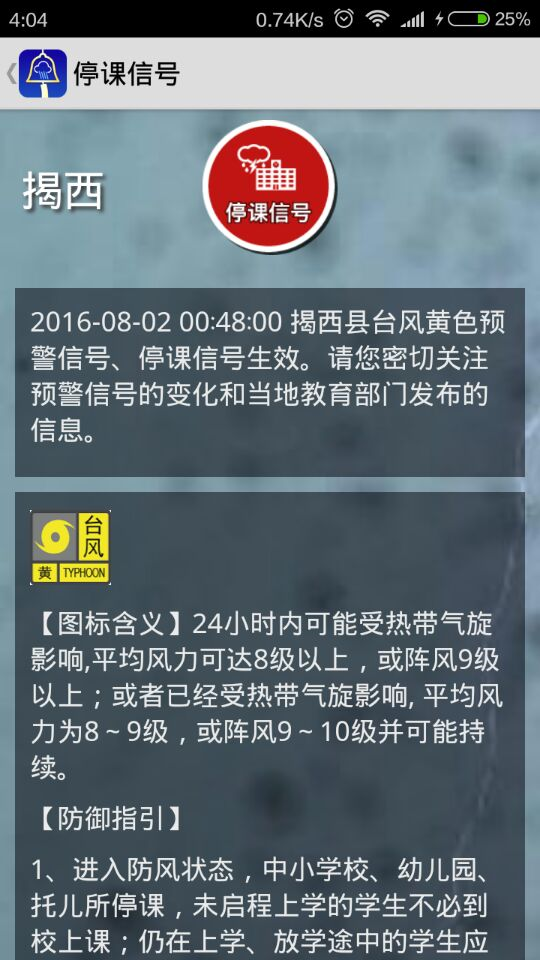 4:04
0.74K/s
25%
停课信号
揭西
停课信号
2016-08-02 00:48:00 揭西县台风黄色预
警信号、停课信号生效。请您密切关注
预警信号的变化和当地教育部门发布的
信息。
台
风
黄 TYPHOON
【图标含义】24小时内可能受热带气旋
影响,平均风力可达8级以上，或阵风9级
以上；或者已经受热带气旋影响, 平均风
力为8～9级，或阵风9～10级并可能持
续。
【防御指引】
1、进入防风状态，中小学校、幼儿园、
托儿所停课，未启程上学的学生不必到
校上课；仍在上学、放学途中的学生应